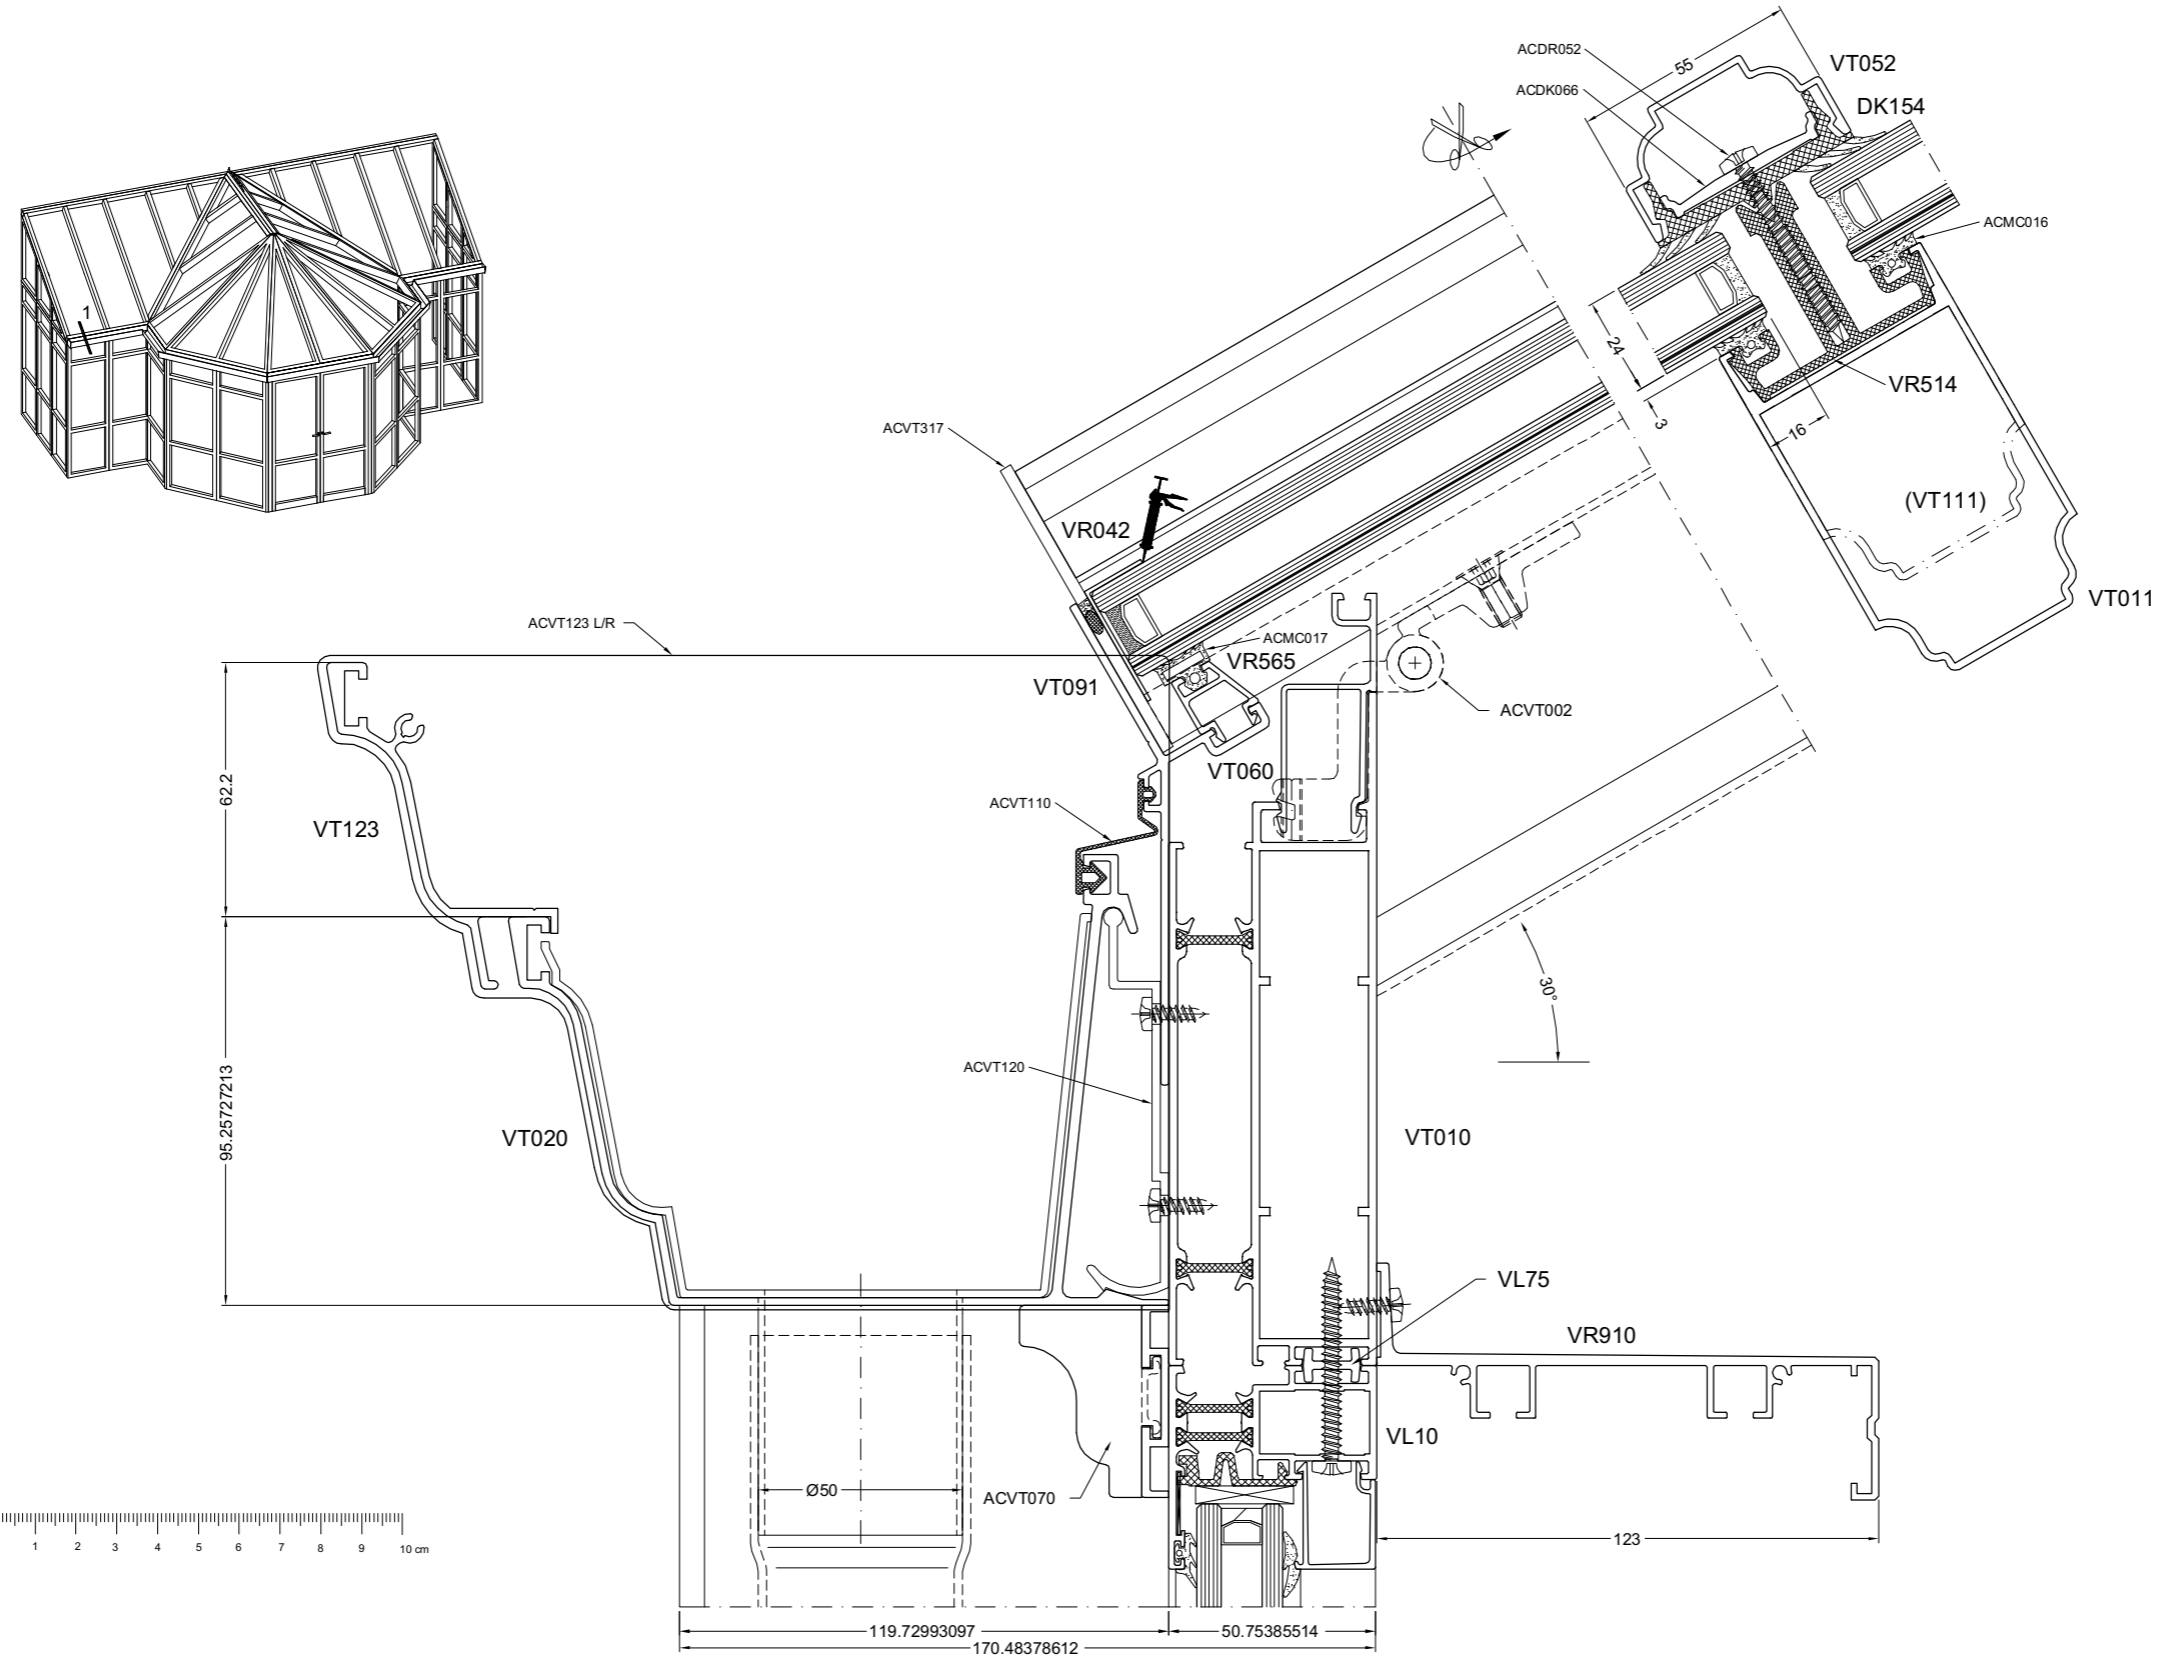 ACDR052
ACDK066
55
VT052
DK154
ACMC016
1
ACVT317
24
VR514
3
16
VR042
(VT111)
VT011
ACVT123 L/R
ACMC017
VR565
VT091
ACVT002
VT060
62.2
ACVT110
VT123
30°
ACVT120
95.25727213
VT020
VT010
VL75
VR910
VL10
Ø50
ACVT070
123
1 2 3 4 5 6 7 8 9 10 cm
119.72993097
50.75385514
170.48378612